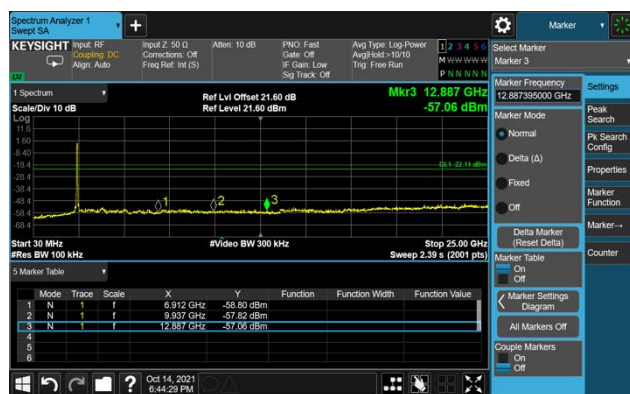 Spectrum Analyzer 1
Swept SA
Marker
KEYSIGHT
Input: RF
Coupling: DC
Align: Auto
Input Z: 50 Ω
Corrections: Off
Freq Ref: Int (S)
Atten: 10 dB
PNO: Fast
Gate: Off
IF Gain: Low
Sig Track: Off
Avg Type: Log-Power
Avg|Hold:>10/10
Trig: Free Run
1 2 3 4 5 6
M W W W W W
P N N N N N
Select Marker
Marker 3
1 Spectrum
Scale/Div 10 dB
Ref Lvl Offset 21.60 dB
Ref Level 21.60 dBm
Mkr3 12.887 GHz
-57.06 dBm
Log
11.6
1.60
-8.40
-18.4
-28.4
-38.4
-48.4
-58.4
-68.4
DL1 -22.11 dBm
1
2
3
Start 30 MHz
#Res BW 100 kHz
#Video BW 300 kHz
Stop 25.00 GHz
Sweep 2.39 s (2001 pts)
5 Marker Table
Mode Trace Scale X Y Function Function Width Function Value
1 N 1 f 6.912 GHz -58.80 dBm
2 N 1 f 9.937 GHz -57.82 dBm
3 N 1 f 12.887 GHz -57.06 dBm
4
5
6
Oct 14, 2021
6:44:29 PM
Marker Frequency
12.887395000 GHz
Marker Mode
Normal
Delta (Δ)
Fixed
Off
Delta Marker
(Reset Delta)
Marker Table
On
Off
Marker Settings
Diagram
All Markers Off
Couple Markers
On
Off
Settings
Peak
Search
Pk Search
Config
Properties
Marker
Function
Marker→
Counter